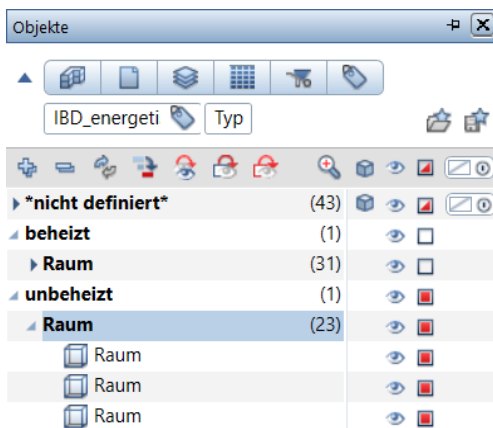 Objekte
IBD_energeti Typ
*nicht definiert* (43)
beheizt (1)
Raum (31)
unbeheizt (1)
Raum (23)
Raum
Raum
Raum